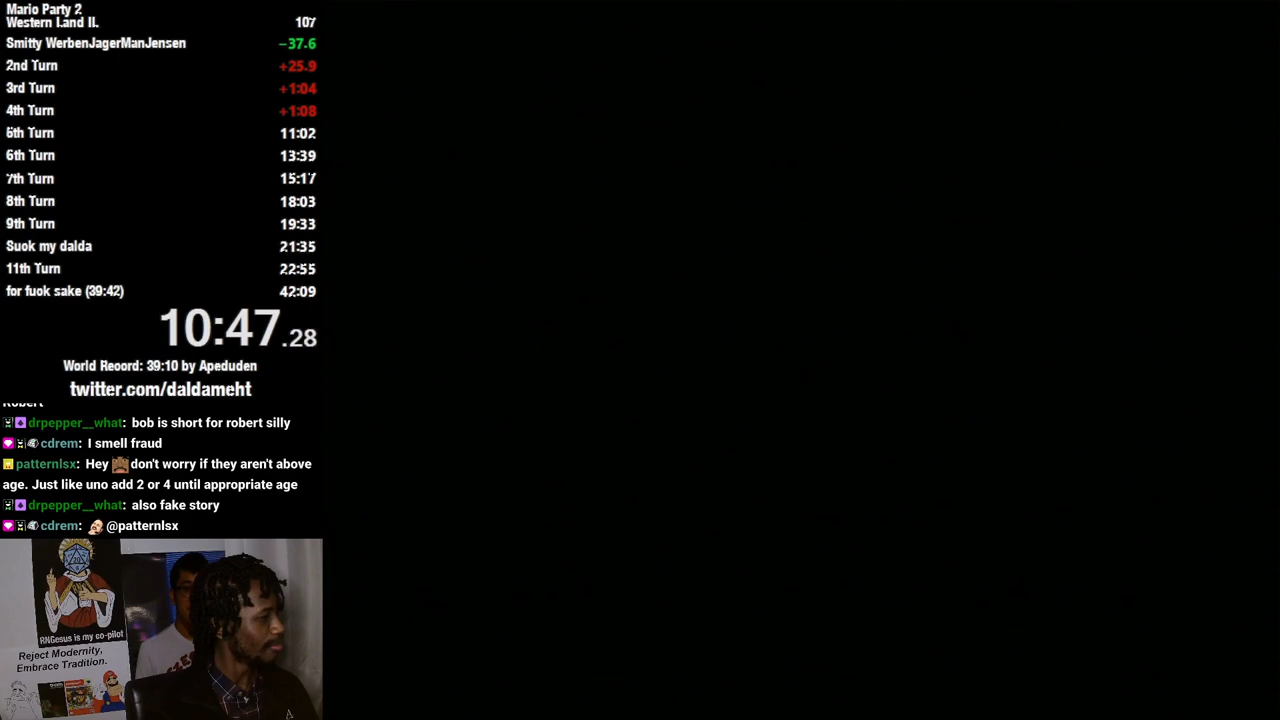 Mario Party 2
Western Land II. 107
Smitty WerbenJagerManJensen −37.6
2nd Turn +25.9
3rd Turn +1:04
4th Turn +1:08
5th Turn 11:02
6th Turn 13:39
7th Turn 15:17
8th Turn 18:03
9th Turn 19:33
Suck my dalda 21:35
11th Turn 22:55
for fuck sake (39:42) 42:09
10:47.28
World Record: 39:10 by Apeduden
twitter.com/daldameht
Robert
drpepper__what: bob is short for robert silly
cdrem: I smell fraud
patternlsx: Hey don't worry if they aren't above
age. Just like uno add 2 or 4 until appropriate age
drpepper__what: also fake story
cdrem: @patternlsx
RNGesus is my co-pilot
Reject Modernity,
Embrace Tradition.